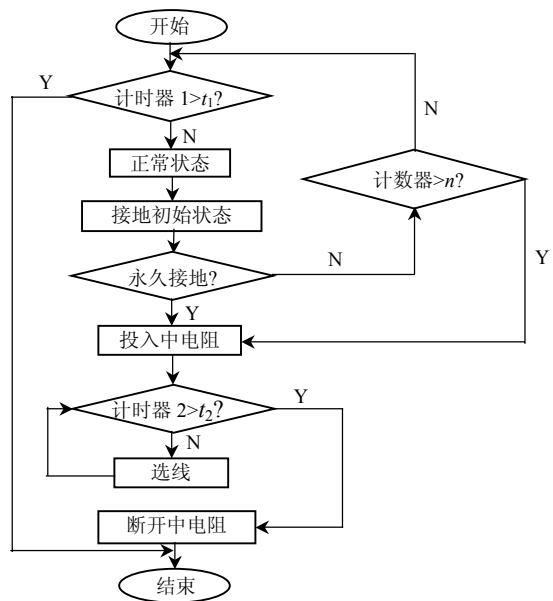 开始
Y
计时器 1>t₁?
N
N
正常状态
计数器>n?
接地初始状态
Y
永久接地?
N
Y
投入中电阻
Y
计时器 2>t₂?
N
选线
断开中电阻
结束